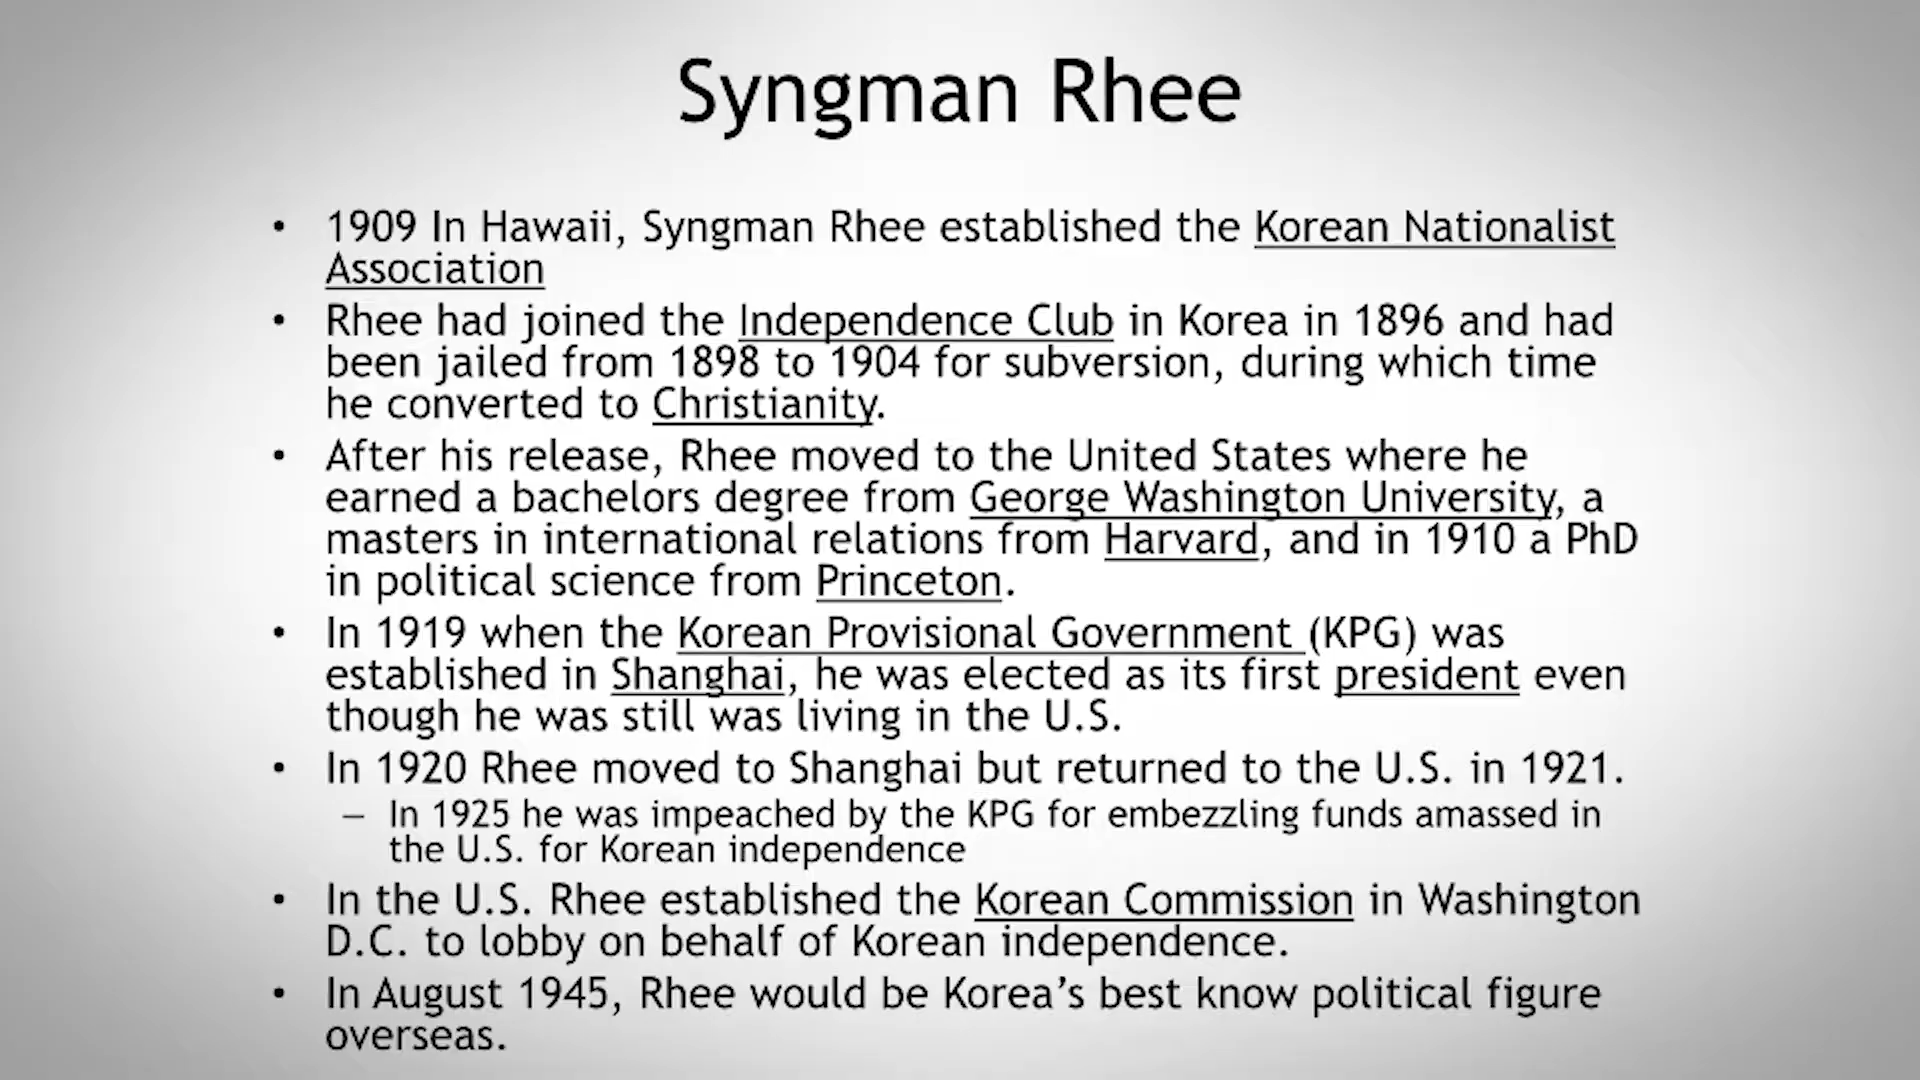 Syngman Rhee
• 1909 In Hawaii, Syngman Rhee established the Korean Nationalist
Association
• Rhee had joined the Independence Club in Korea in 1896 and had
been jailed from 1898 to 1904 for subversion, during which time
he converted to Christianity.
• After his release, Rhee moved to the United States where he
earned a bachelors degree from George Washington University, a
masters in international relations from Harvard, and in 1910 a PhD
in political science from Princeton.
• In 1919 when the Korean Provisional Government (KPG) was
established in Shanghai, he was elected as its first president even
though he was still was living in the U.S.
• In 1920 Rhee moved to Shanghai but returned to the U.S. in 1921.
– In 1925 he was impeached by the KPG for embezzling funds amassed in
the U.S. for Korean independence
• In the U.S. Rhee established the Korean Commission in Washington
D.C. to lobby on behalf of Korean independence.
• In August 1945, Rhee would be Korea’s best know political figure
overseas.